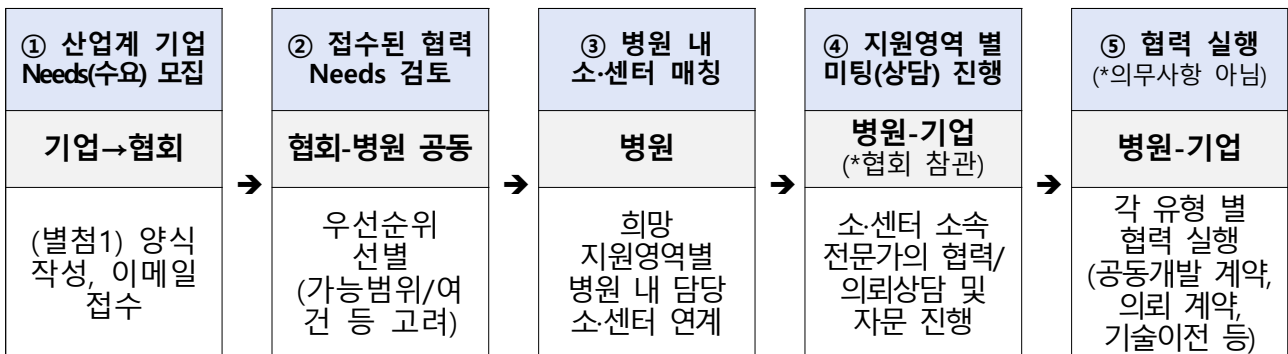 ① 산업계 기업
Needs(수요) 모집
기업→협회
(별첨1) 양식
작성, 이메일
접수
➔
② 접수된 협력
Needs 검토
협회-병원 공동
우선순위
선별
(가능범위/여
건 등 고려)
➔
③ 병원 내
소·센터 매칭
병원
희망
지원영역별
병원 내 담당
소·센터 연계
➔
④ 지원영역 별
미팅(상담) 진행
병원-기업
(*협회 참관)
소·센터 소속
전문가의 협력/
의뢰상담 및
자문 진행
➔
⑤ 협력 실행
(*의무사항 아님)
병원-기업
각 유형 별
협력 실행
(공동개발 계약,
의뢰 계약,
기술이전 등)